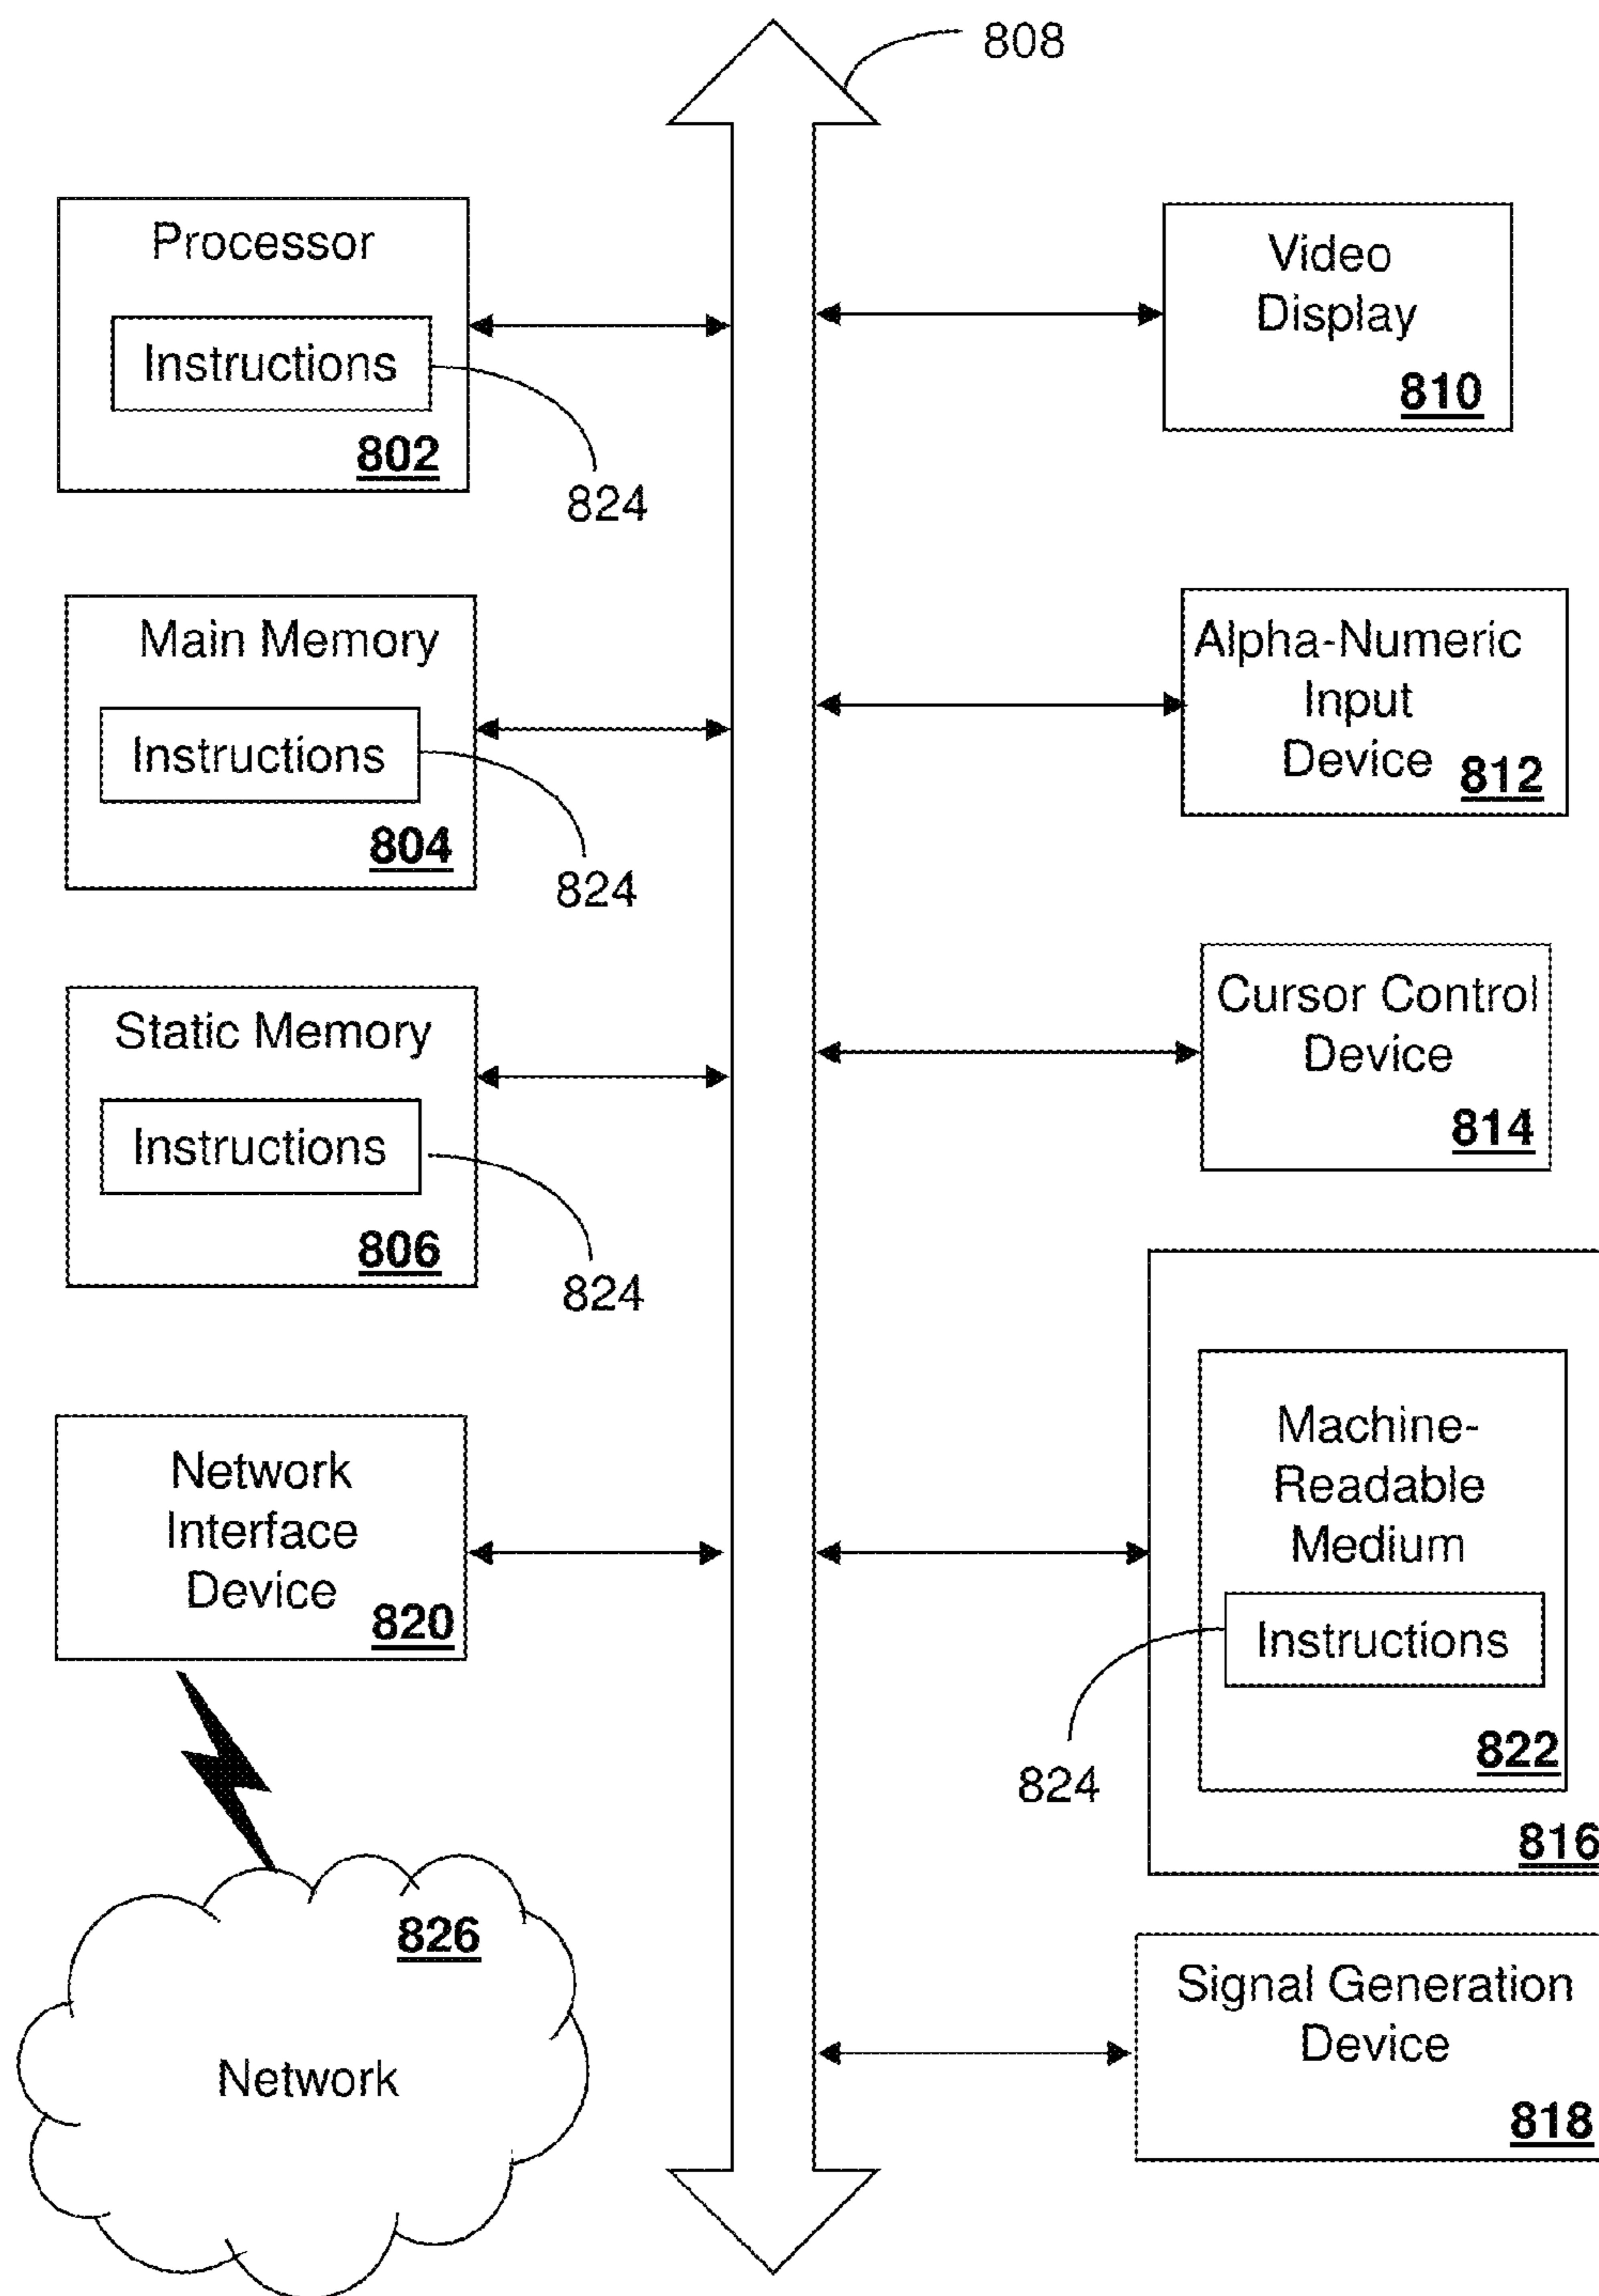 808
Processor
Instructions
802
824
Main Memory
Instructions
804
824
Static Memory
Instructions
806
824
Network
Interface
Device
820
826
Network
Video
Display
810
Alpha-Numeric
Input
Device
812
Cursor Control
Device
814
Machine-
Readable
Medium
Instructions
822
824
816
Signal Generation
Device
818